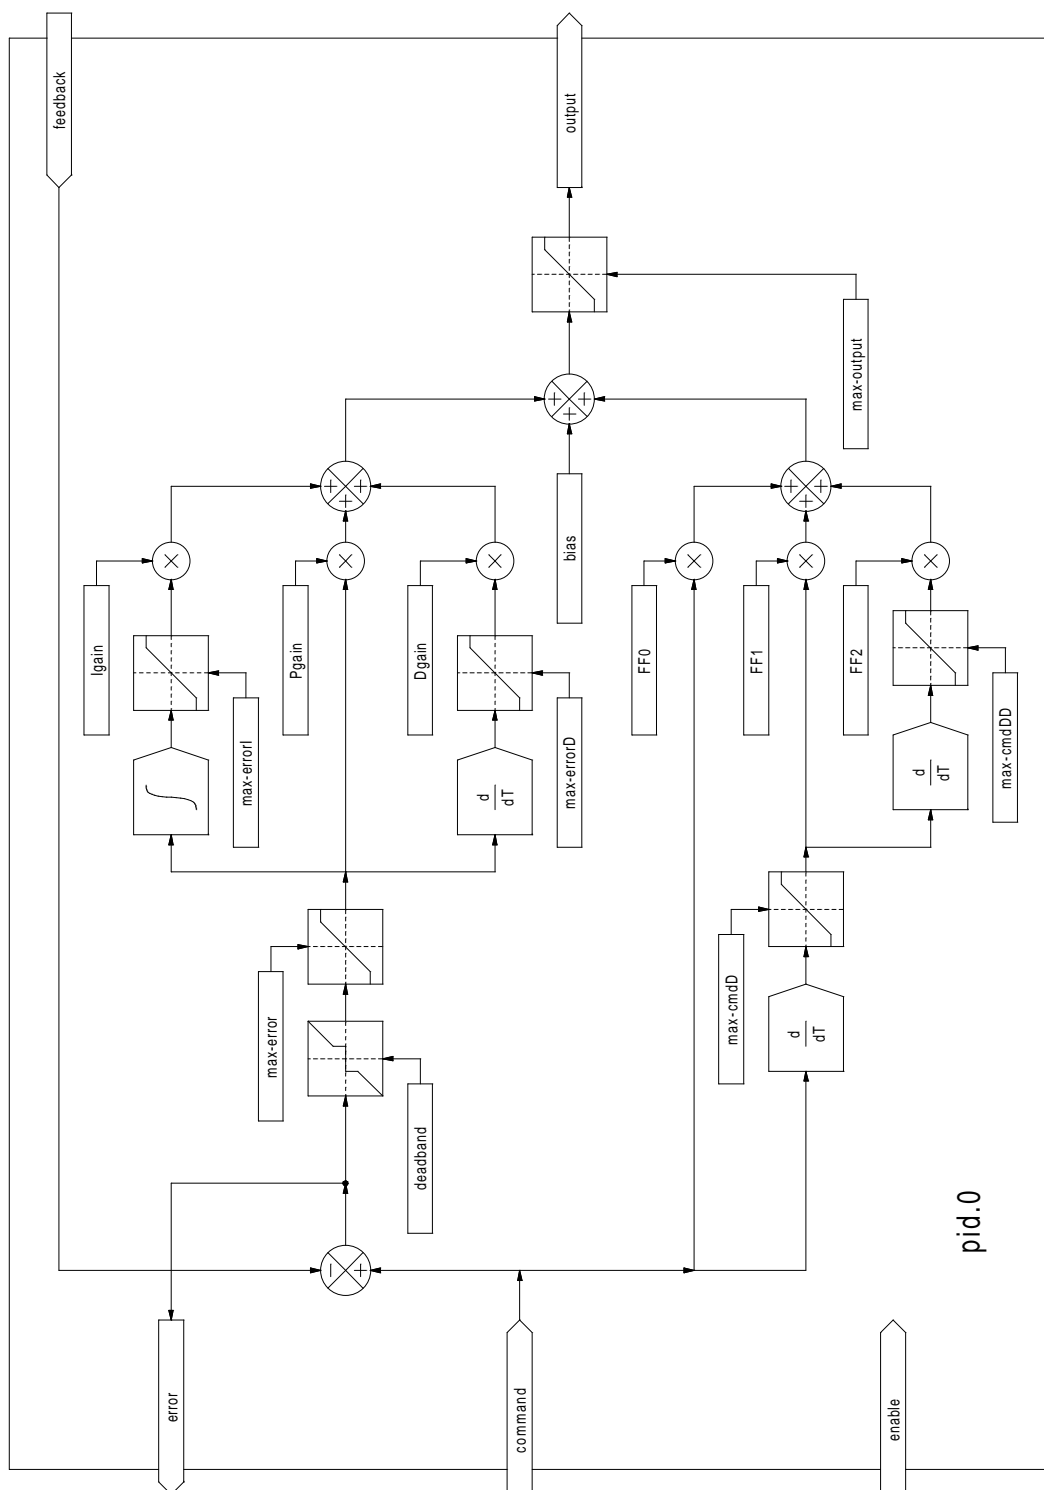 feedback
output
max-output
Igain
Pgain
Dgain
bias
FF0
FF1
FF2
max-errorI
max-errorD
max-cmdDD
d
dT
d
dT
max-error
max-cmdD
d
dT
deadband
pid.0
error
command
enable